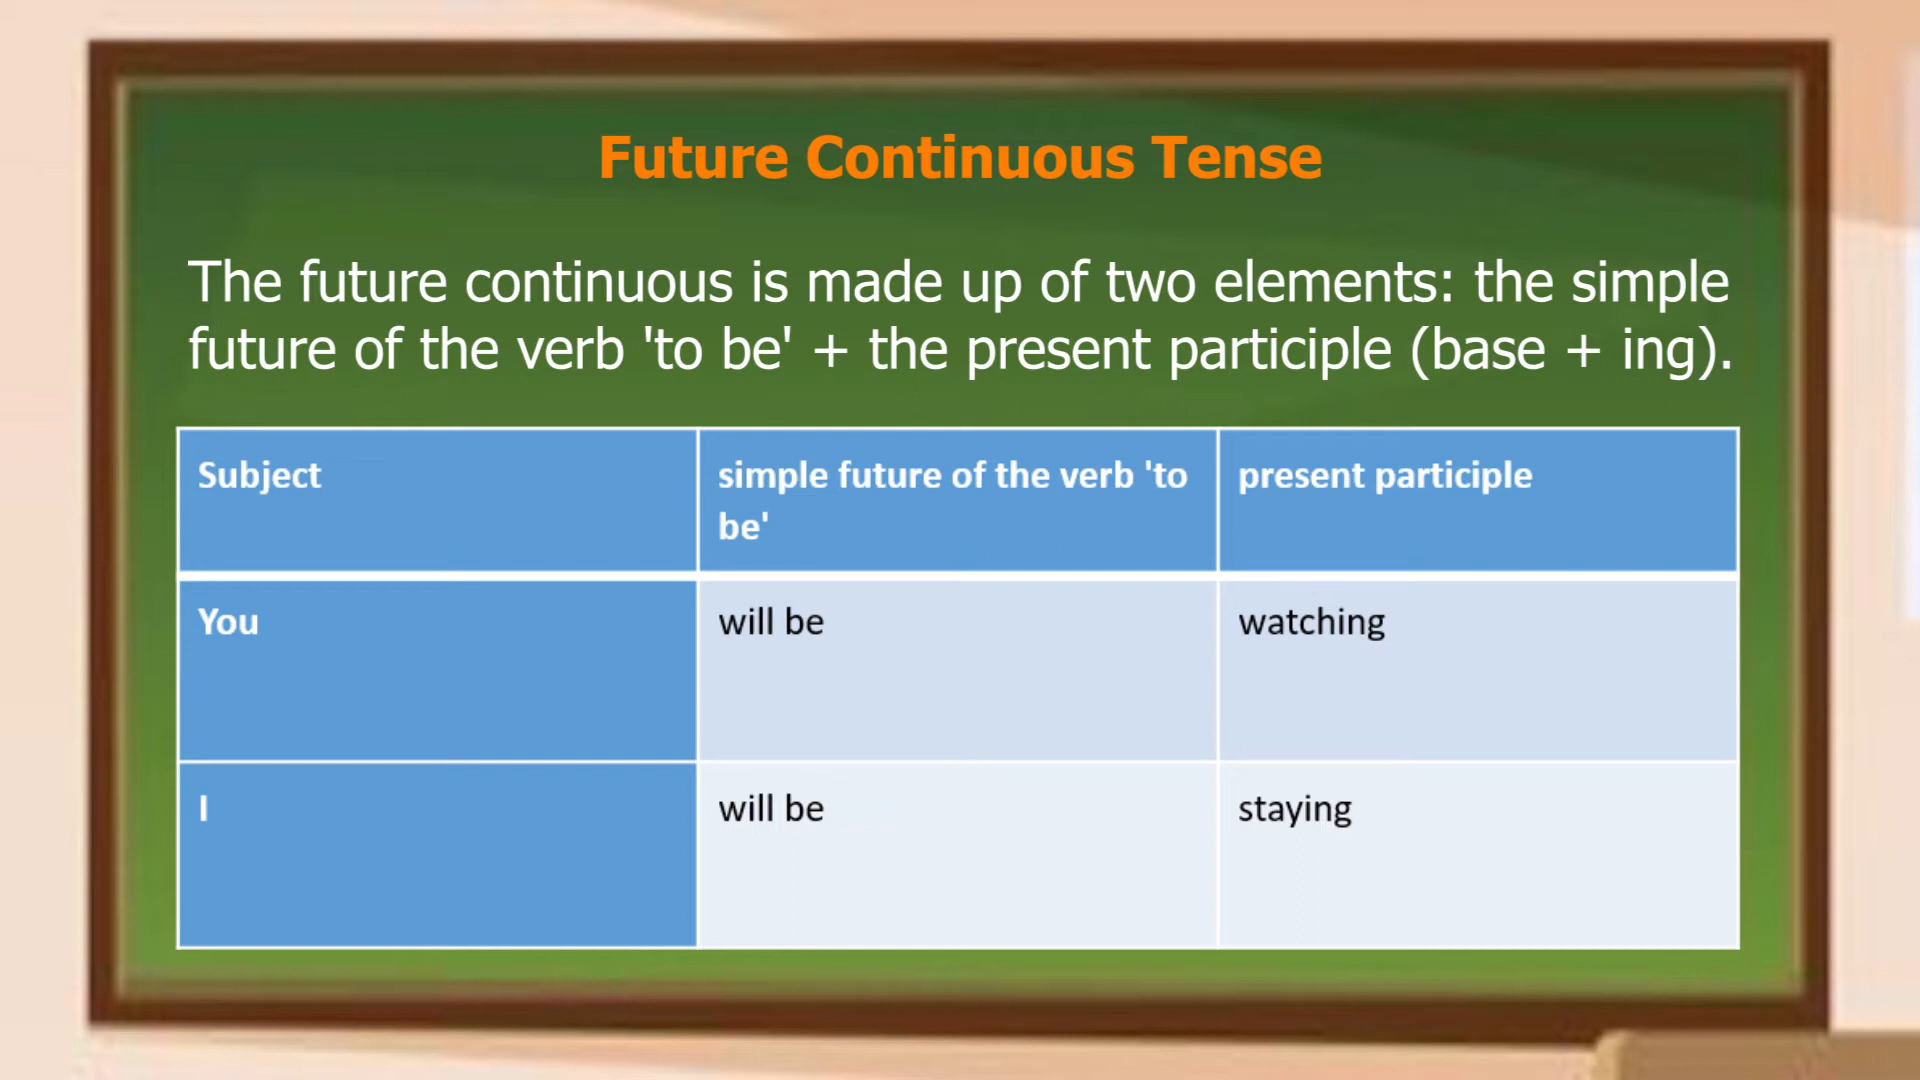 Future Continuous Tense
The future continuous is made up of two elements: the simple
future of the verb 'to be' + the present participle (base + ing).
Subject
simple future of the verb 'to
be'
present participle
You
will be
watching
I
will be
staying